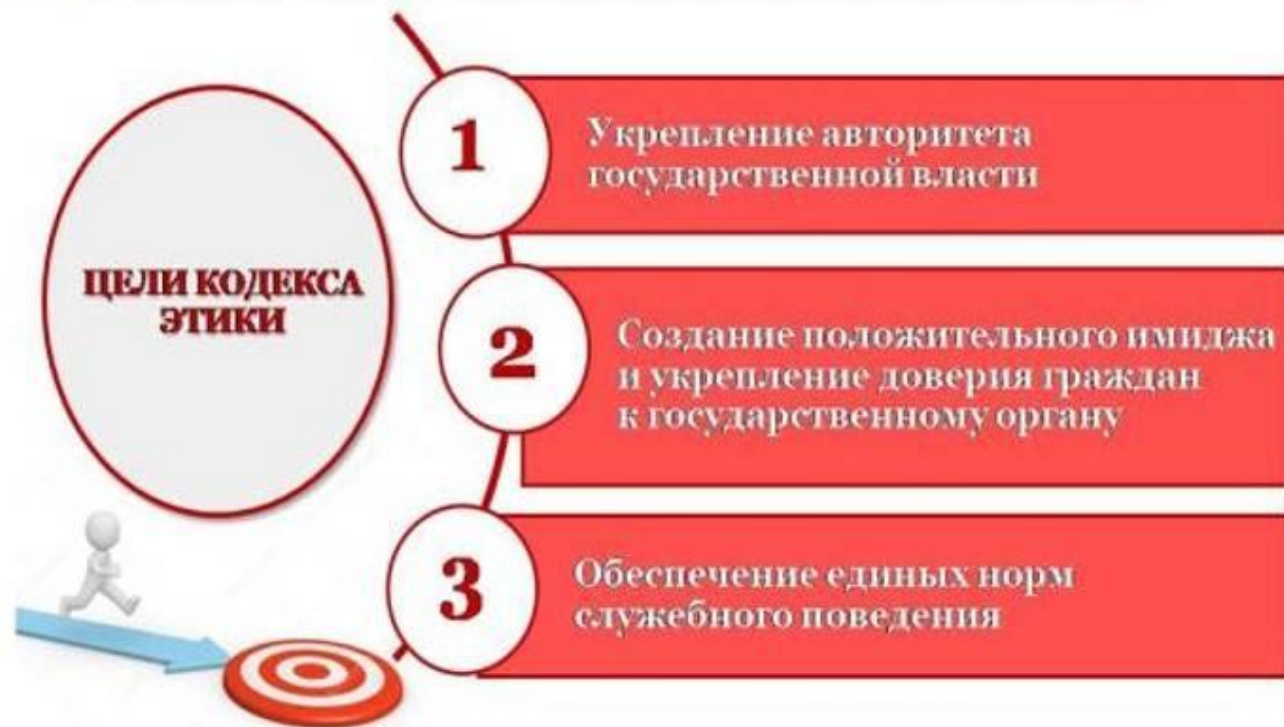 ЦЕЛИ КОДЕКСА
ЭТИКИ
1
Укрепление авторитета
государственной власти
2
Создание положительного имиджа
и укрепление доверия граждан
к государственному органу
3
Обеспечение единых норм
служебного поведения